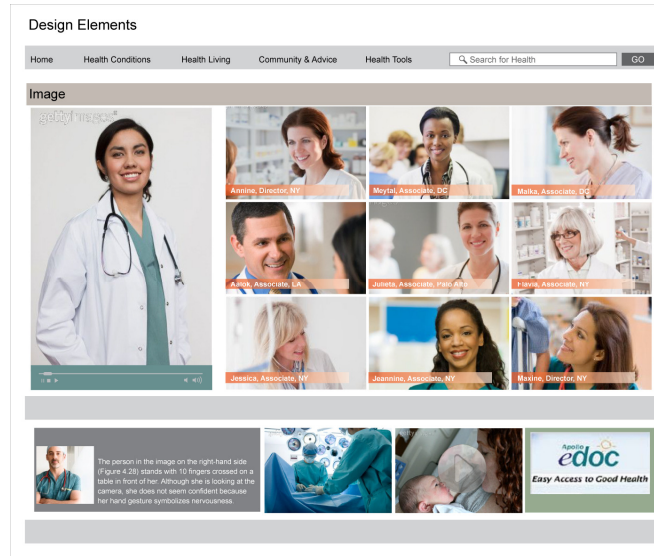 Design Elements
Home Health Conditions Health Living Community & Advice Health Tools Search for Health GO
Image
gettyimages®
Annine, Director, NY
Meytal, Associate, DC
Malka, Associate, DC
Aalok, Associate, LA
Julieta, Associate, Palo Alto
Flavia, Associate, NY
Jessica, Associate, NY
Jeannine, Associate, NY
Maxine, Director, NY
The person in the image on the right-hand side
(Figure 4.28) stands with 10 fingers crossed on a
table in front of her. Although she is looking at the
camera, she does not seem confident because
her hand gesture symbolizes nervousness.
Apollo
edoc
Easy Access to Good Health